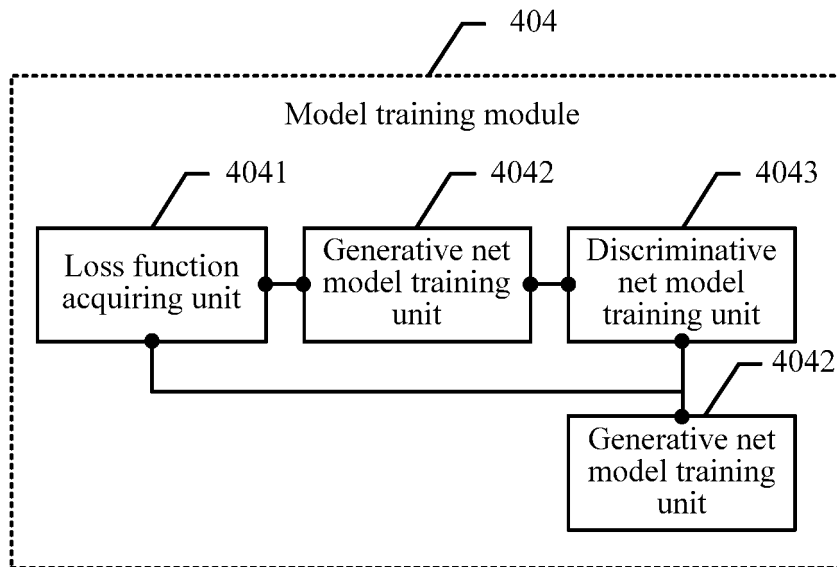 404
Model training module
4041
4042
4043
Loss function
acquiring unit
Generative net
model training
unit
Discriminative
net model
training unit
4042
Generative net
model training
unit